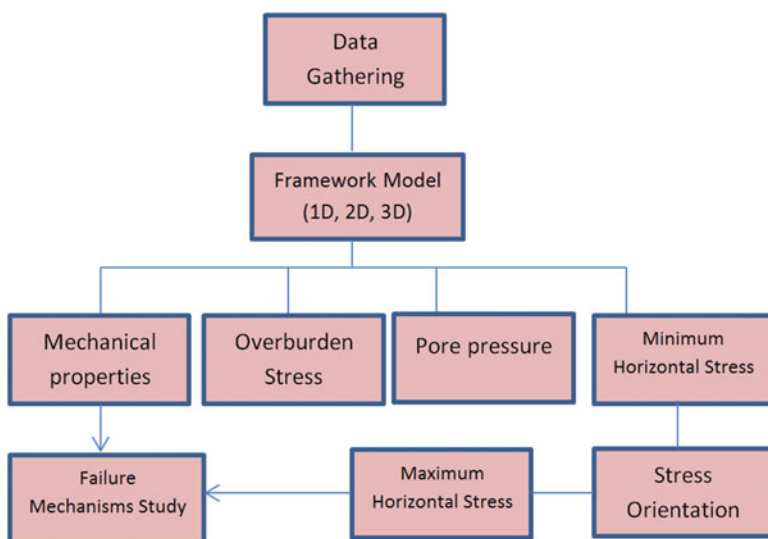 Data
Gathering
Framework Model
(1D, 2D, 3D)
Mechanical
properties
Overburden
Stress
Pore pressure
Minimum
Horizontal Stress
Failure
Mechanisms Study
Maximum
Horizontal Stress
Stress
Orientation